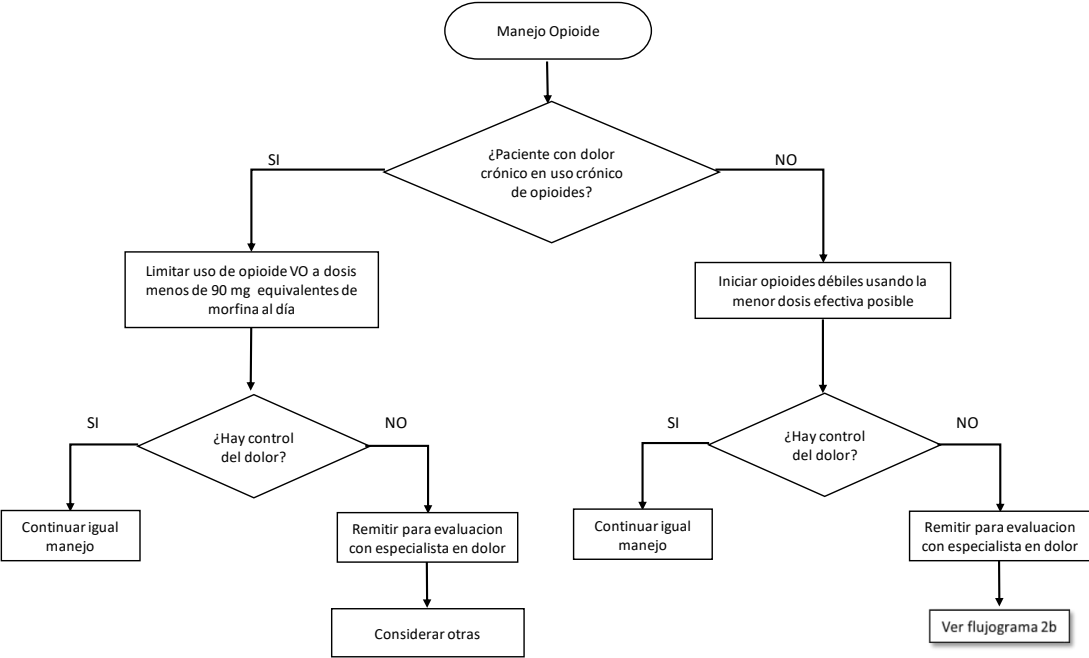 Manejo Opioide
¿Paciente con dolor
crónico en uso crónico
de opioides?
SI
NO
Limitar uso de opioide VO a dosis
menos de 90 mg equivalentes de
morfina al día
Iniciar opioides débiles usando la
menor dosis efectiva posible
SI
¿Hay control
del dolor?
NO
SI
¿Hay control
del dolor?
NO
Continuar igual
manejo
Remitir para evaluacion
con especialista en dolor
Continuar igual
manejo
Remitir para evaluacion
con especialista en dolor
Considerar otras
Ver flujograma 2b